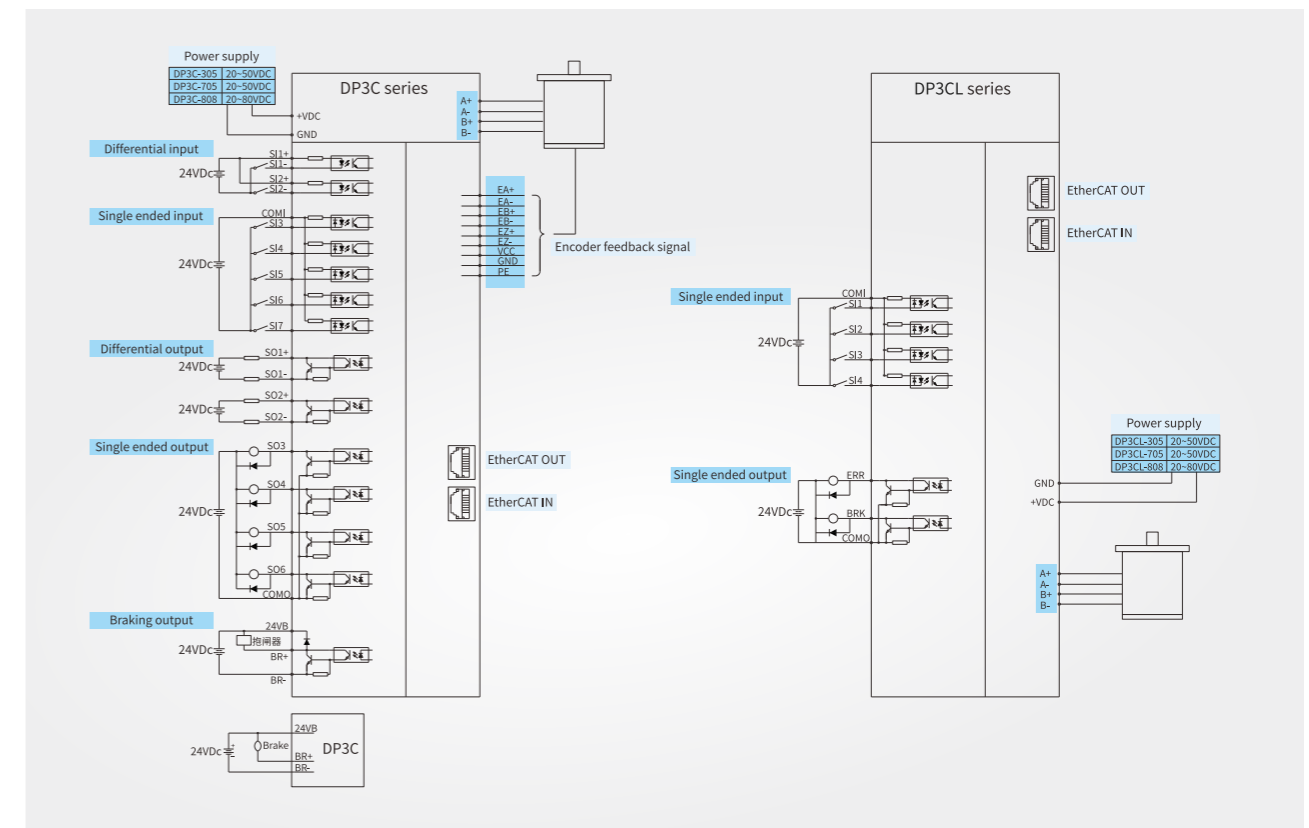 Power supply
DP3C-305 20~50VDC
DP3C-705 20~50VDC
DP3C-808 20~80VDC
DP3C series
+VDC
GND
A+
A-
B+
B-
Differential input
24VDC
SI1+
SI1-
SI2+
SI2-
Single ended input
24VDC
COMI
SI3
SI4
SI5
SI6
SI7
EA+
EA-
EB+
EB-
EZ+
EZ-
VCC
GND
PE
Encoder feedback signal
Differential output
24VDC
SO1+
SO1-
24VDC
SO2+
SO2-
Single ended output
24VDC
SO3
SO4
SO5
SO6
COMO
EtherCAT OUT
EtherCAT IN
Braking output
24VDC
24VB
抱闸器
BR+
BR-
24VDC
+
-
Brake
24VB
BR+
BR-
DP3C
DP3CL series
EtherCAT OUT
EtherCAT IN
Single ended input
24VDC
COMI
SI1
SI2
SI3
SI4
Single ended output
24VDC
ERR
BRK
COMO
Power supply
DP3CL-305 20~50VDC
DP3CL-705 20~50VDC
DP3CL-808 20~80VDC
GND
+VDC
A+
A-
B+
B-